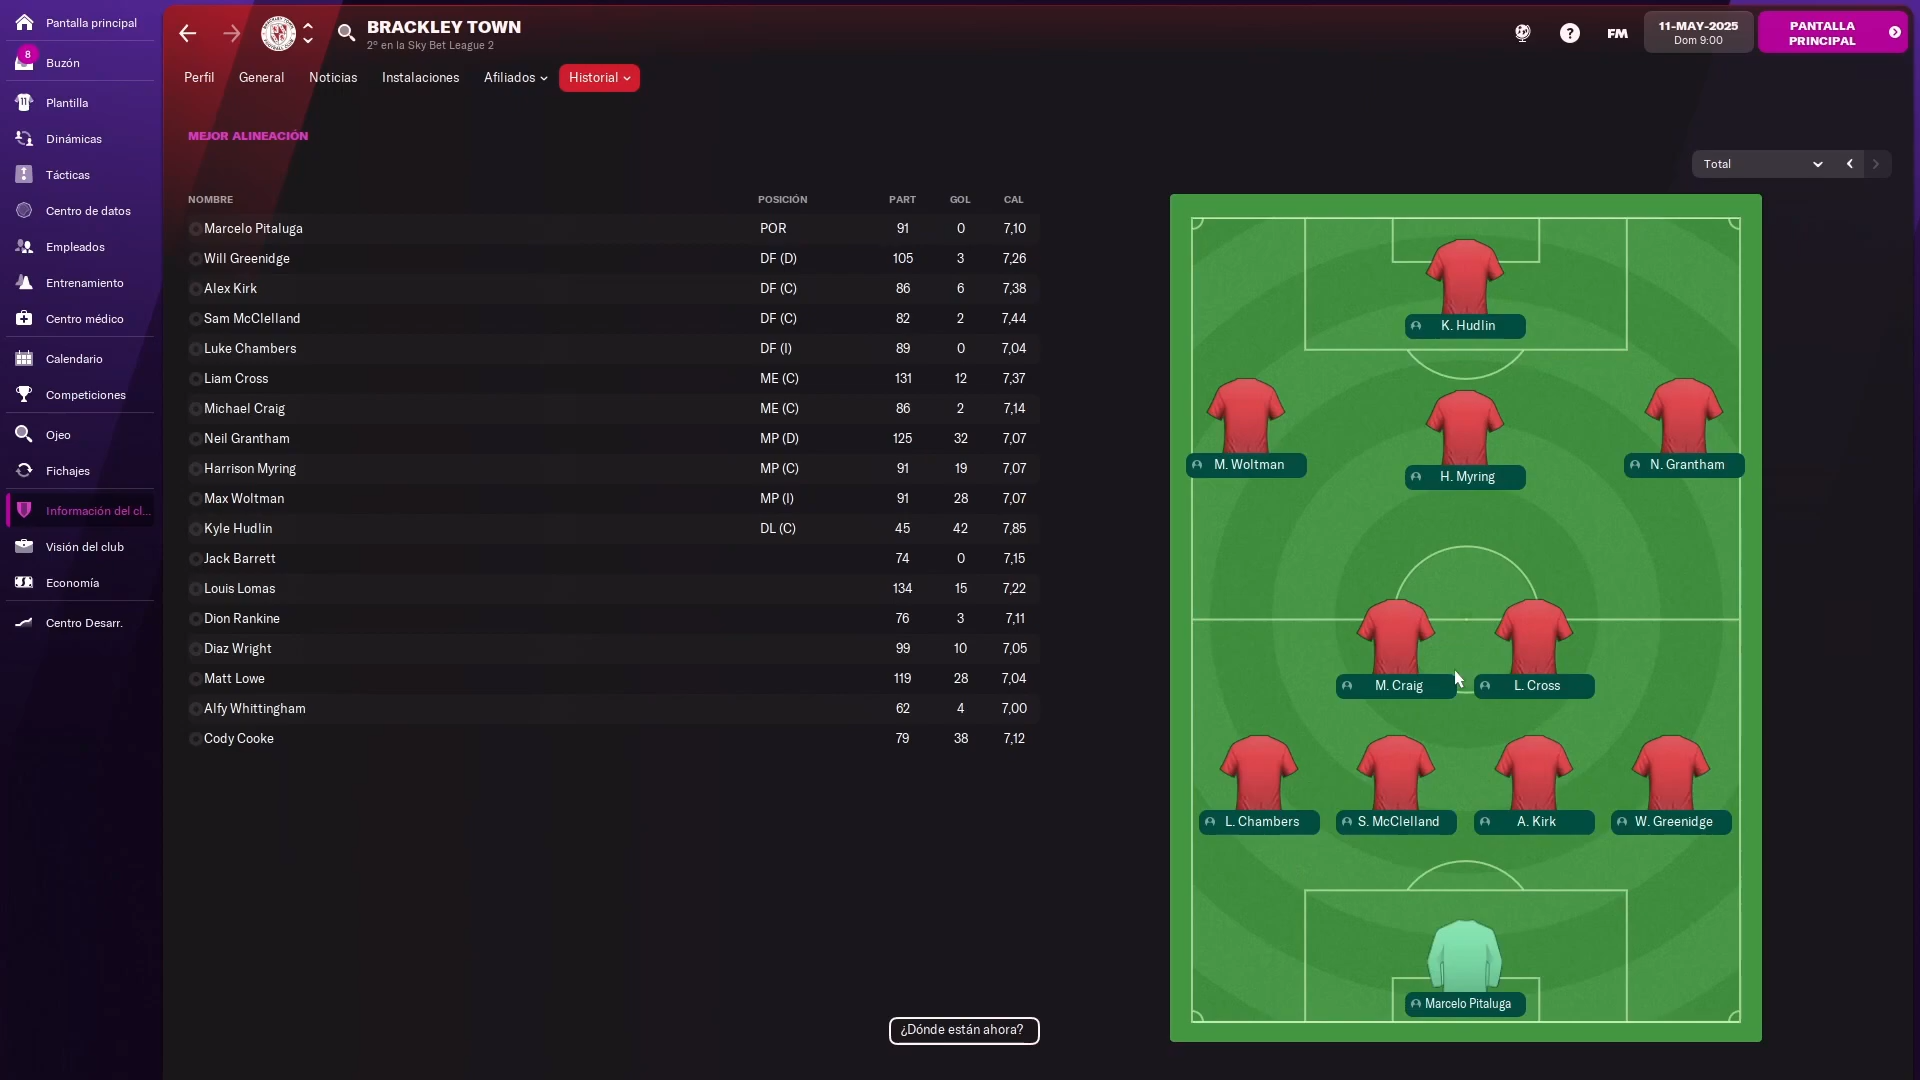 Pantalla principal
8
Buzón
Plantilla
Dinámicas
Tácticas
Centro de datos
Empleados
Entrenamiento
Centro médico
Calendario
Competiciones
Ojeo
Fichajes
Información del cl...
Visión del club
Economía
Centro Desarr.
BRACKLEY TOWN
2º en la Sky Bet League 2
FM
11-MAY-2025
Dom 9:00
PANTALLA
PRINCIPAL
Perfil General Noticias Instalaciones Afiliados Historial
MEJOR ALINEACIÓN
Total
NOMBRE POSICIÓN PART GOL CAL
Marcelo Pitaluga POR 91 0 7,10
Will Greenidge DF (D) 105 3 7,26
Alex Kirk DF (C) 86 6 7,38
Sam McClelland DF (C) 82 2 7,44
Luke Chambers DF (I) 89 0 7,04
Liam Cross ME (C) 131 12 7,37
Michael Craig ME (C) 86 2 7,14
Neil Grantham MP (D) 125 32 7,07
Harrison Myring MP (C) 91 19 7,07
Max Woltman MP (I) 91 28 7,07
Kyle Hudlin DL (C) 45 42 7,85
Jack Barrett 74 0 7,15
Louis Lomas 134 15 7,22
Dion Rankine 76 3 7,11
Diaz Wright 99 10 7,05
Matt Lowe 119 28 7,04
Alfy Whittingham 62 4 7,00
Cody Cooke 79 38 7,12
¿Dónde están ahora?
K. Hudlin
M. Woltman
H. Myring
N. Grantham
M. Craig
L. Cross
L. Chambers
S. McClelland
A. Kirk
W. Greenidge
Marcelo Pitaluga